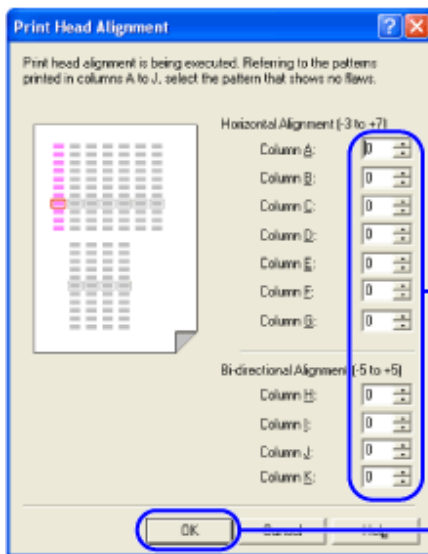 Print Head Alignment
Print head alignment is being executed. Referring to the patterns
printed in columns A to J, select the pattern that shows no flaws.
Horizontal Alignment (-3 to +7)
Column A: 0
Column B: 0
Column C: 0
Column D: 0
Column E: 0
Column F: 0
Column G: 0
Bi-directional Alignment (-5 to +5)
Column H: 0
Column I: 0
Column J: 0
Column K: 0
OK Cancel Help